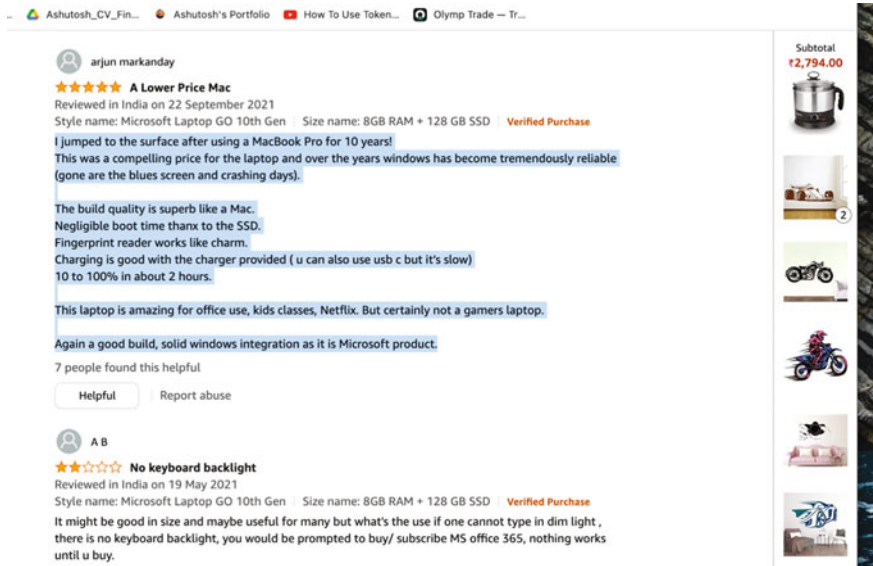 Ashutosh_CV_Fin...
Ashutosh's Portfolio
How To Use Token...
Olymp Trade — Tr...
arjun markanday
A Lower Price Mac
Reviewed in India on 22 September 2021
Style name: Microsoft Laptop GO 10th Gen | Size name: 8GB RAM + 128 GB SSD | Verified Purchase
I jumped to the surface after using a MacBook Pro for 10 years!
This was a compelling price for the laptop and over the years windows has become tremendously reliable
(gone are the blues screen and crashing days).
The build quality is superb like a Mac.
Negligible boot time thanx to the SSD.
Fingerprint reader works like charm.
Charging is good with the charger provided ( u can also use usb c but it's slow)
10 to 100% in about 2 hours.
This laptop is amazing for office use, kids classes, Netflix. But certainly not a gamers laptop.
Again a good build, solid windows integration as it is Microsoft product.
7 people found this helpful
Helpful | Report abuse
A B
No keyboard backlight
Reviewed in India on 19 May 2021
Style name: Microsoft Laptop GO 10th Gen | Size name: 8GB RAM + 128 GB SSD | Verified Purchase
It might be good in size and maybe useful for many but what's the use if one cannot type in dim light ,
there is no keyboard backlight, you would be prompted to buy/ subscribe MS office 365, nothing works
until u buy.
Subtotal
₹2,794.00
2